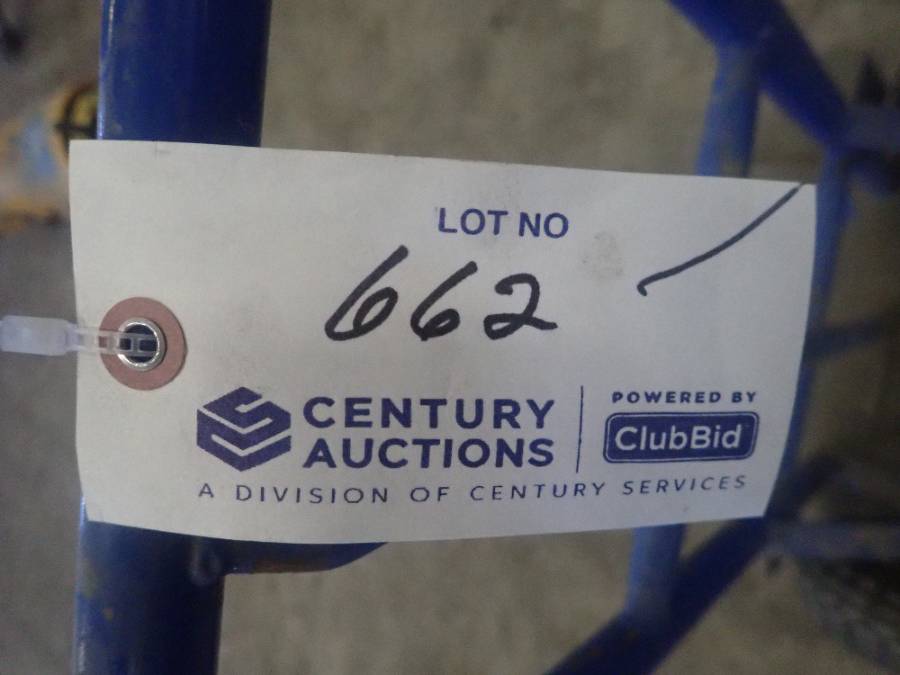 LOT NO
662
CENTURY
AUCTIONS
POWERED BY
ClubBid
A DIVISION OF CENTURY SERVICES